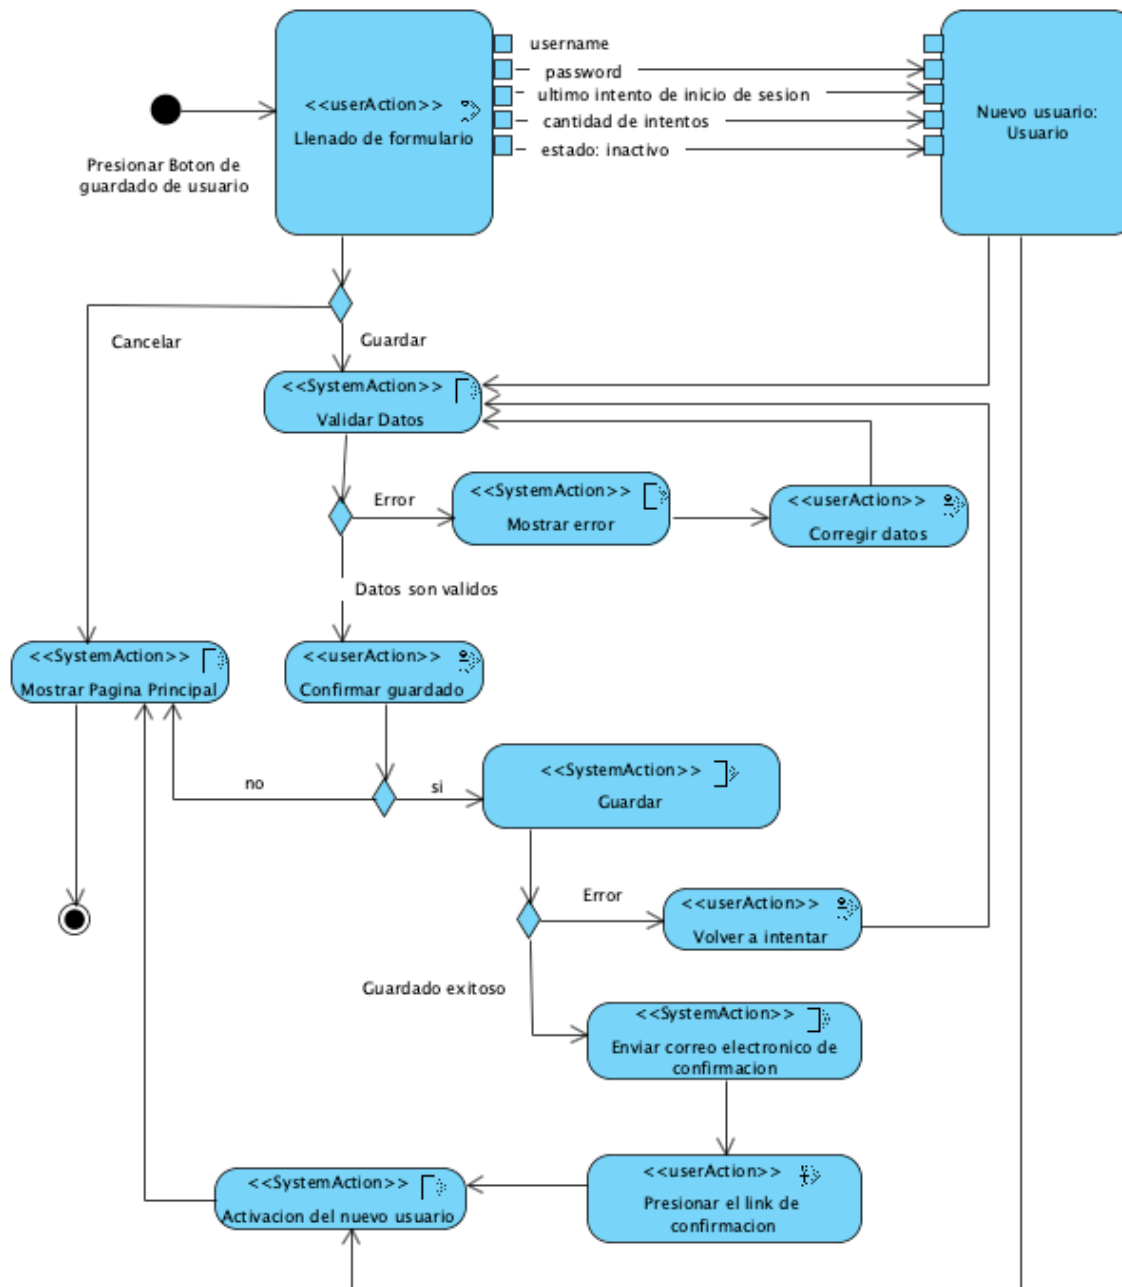 username
password
<<userAction>>
ultimo intento de inicio de sesion
Nuevo usuario:
Usuario
cantidad de intentos
Llenado de formulario
estado: inactivo
Presionar Boton de
guardado de usuario
Cancelar
Guardar
<<SystemAction>>
Validar Datos
Error
<<SystemAction>>
Mostrar error
<<userAction>>
Corregir datos
Datos son validos
<<SystemAction>>
Mostrar Pagina Principal
<<userAction>>
Confirmar guardado
no
si
<<SystemAction>>
Guardar
Error
<<userAction>>
Volver a intentar
Guardado exitoso
<<SystemAction>>
Enviar correo electronico de
confirmacion
<<userAction>>
Presionar el link de
confirmacion
<<SystemAction>>
Activacion del nuevo usuario